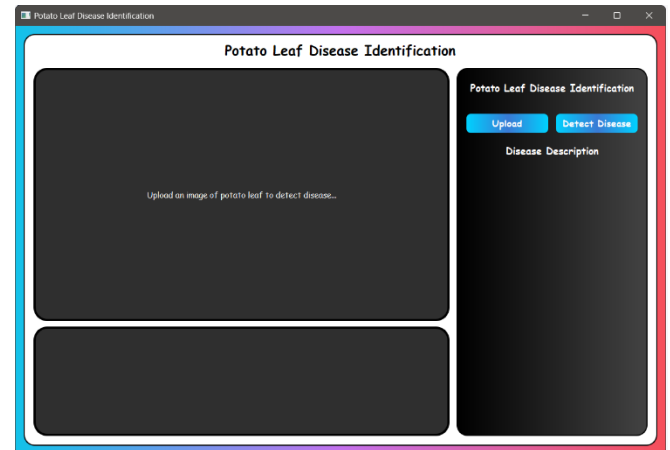 Potato Leaf Disease Identification
Potato Leaf Disease Identification
Upload an image of potato leaf to detect disease...
Potato Leaf Disease Identification
Upload
Detect Disease
Disease Description